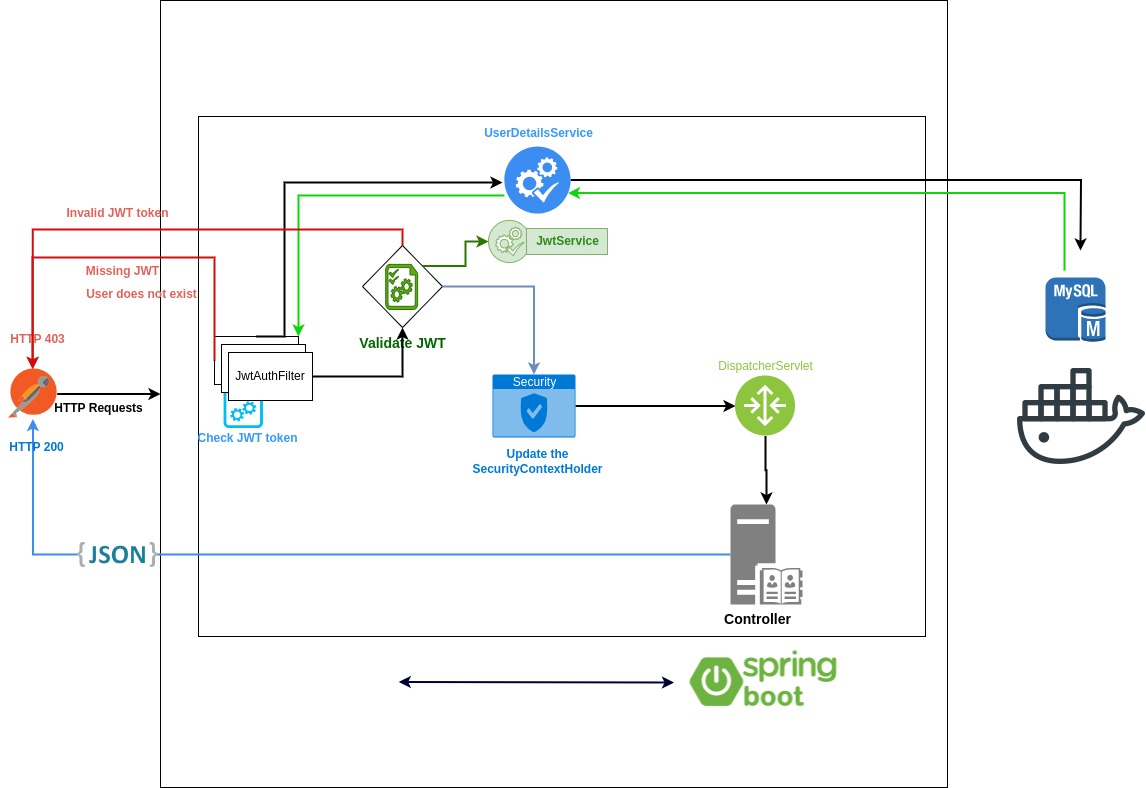 UserDetailsService
Invalid JWT token
JwtService
Missing JWT
User does not exist
MySQL
M
HTTP 403
Validate JWT
JwtAuthFilter
DispatcherServlet
Security
HTTP Requests
Check JWT token
HTTP 200
Update the
SecurityContextHolder
{JSON}
Controller
spring
boot